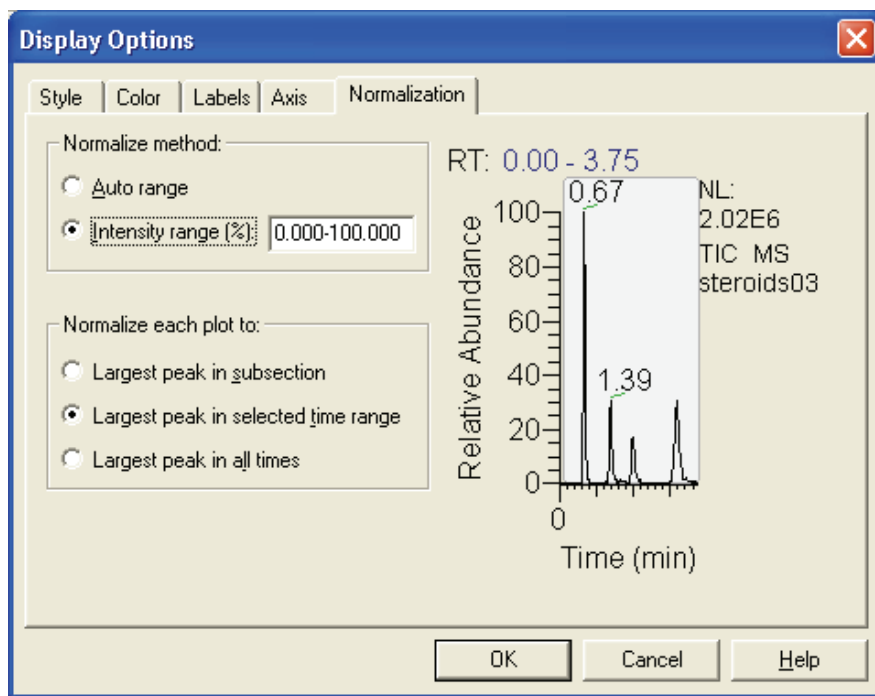 Display Options
Style Color Labels Axis Normalization
Normalize method:
Auto range
Intensity range (%): 0.000-100.000
Normalize each plot to:
Largest peak in subsection
Largest peak in selected time range
Largest peak in all times
RT: 0.00 - 3.75
0.67
NL:
2.02E6
TIC MS
steroids03
100
80
60
40
20
0
1.39
Relative Abundance
0
Time (min)
OK Cancel Help